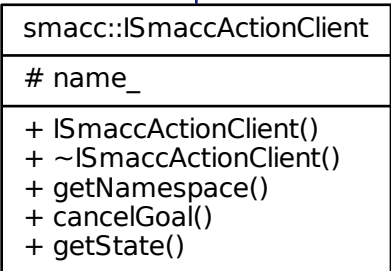 smacc::ISmaccActionClient
# name_
+ ISmaccActionClient()
+ ~ISmaccActionClient()
+ getNamespace()
+ cancelGoal()
+ getState()